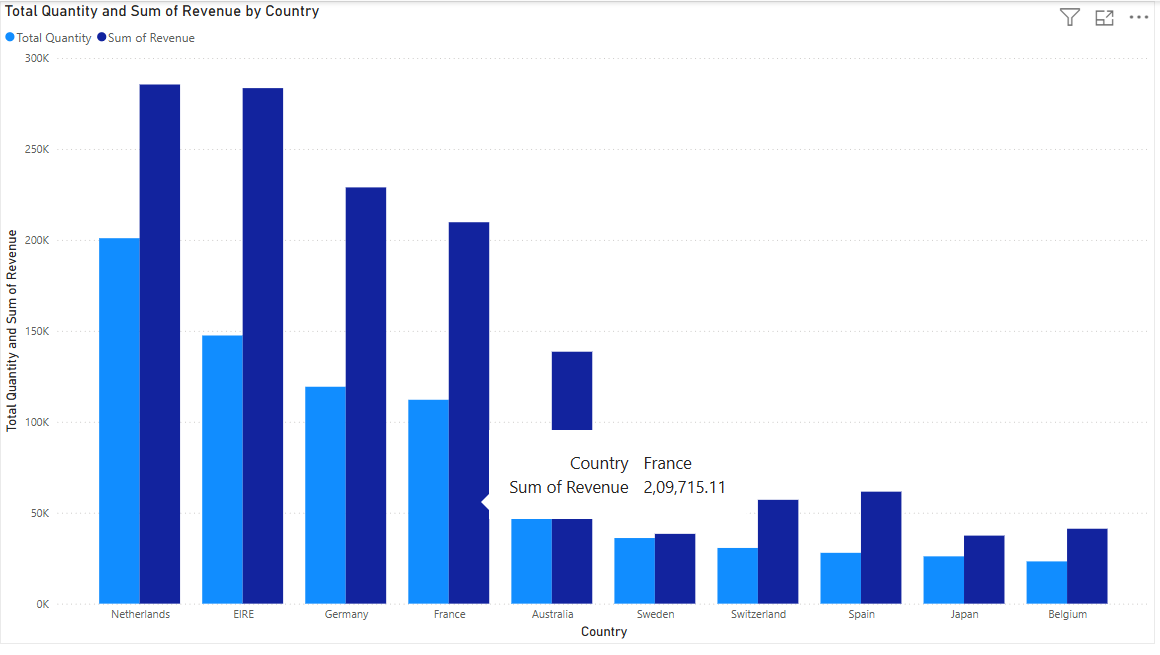 Total Quantity and Sum of Revenue by Country
Total Quantity Sum of Revenue
Total Quantity and Sum of Revenue
300K
250K
200K
150K
100K
50K
0K
Country France
Sum of Revenue 2,09,715.11
Netherlands EIRE Germany France Australia Sweden Switzerland Spain Japan Belgium
Country